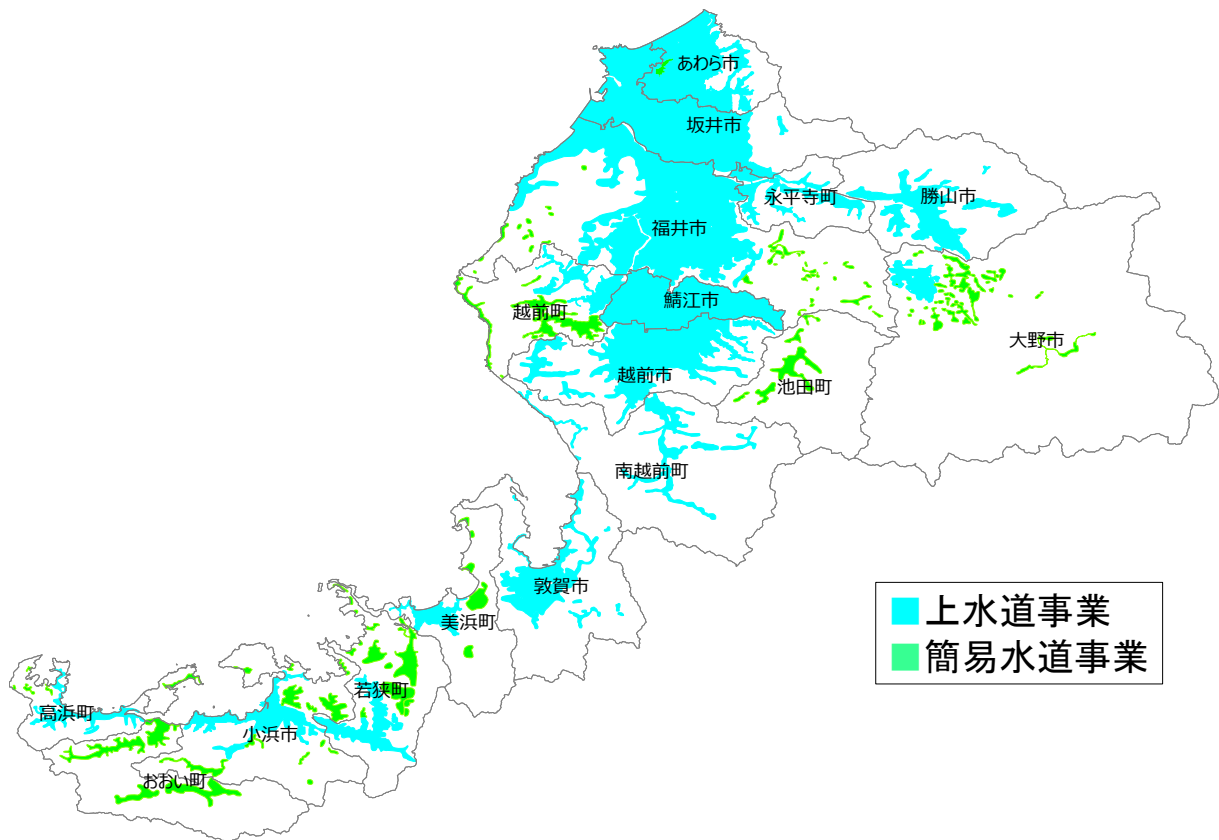 あわら市
坂井市
永平寺町
勝山市
福井市
鯖江市
越前町
大野市
越前市
池田町
南越前町
敦賀市
上水道事業
美浜町
簡易水道事業
若狭町
高浜町
小浜市
おおい町